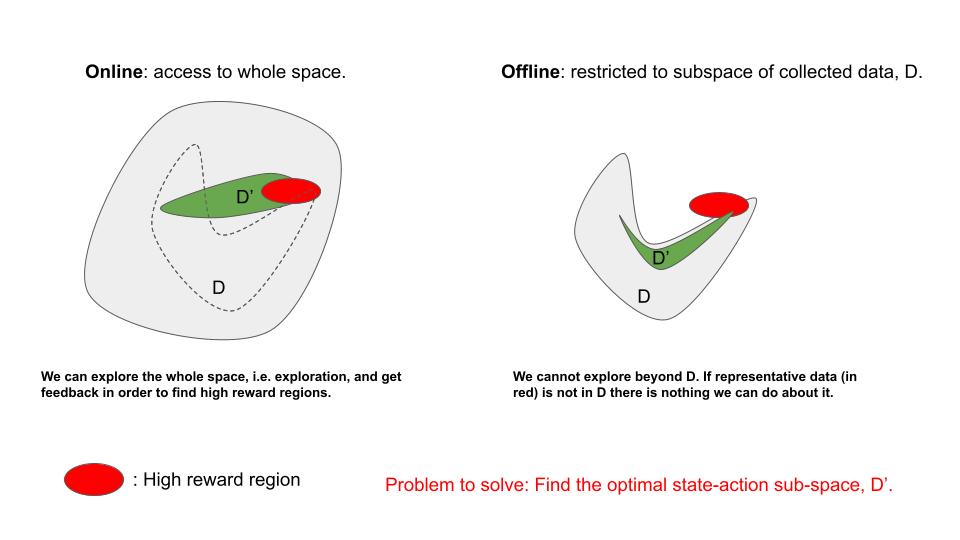 Online: access to whole space.
Offline: restricted to subspace of collected data, D.
D’
D
D’
D
We can explore the whole space, i.e. exploration, and get
feedback in order to find high reward regions.
We cannot explore beyond D. If representative data (in
red) is not in D there is nothing we can do about it.
: High reward region
Problem to solve: Find the optimal state-action sub-space, D’.